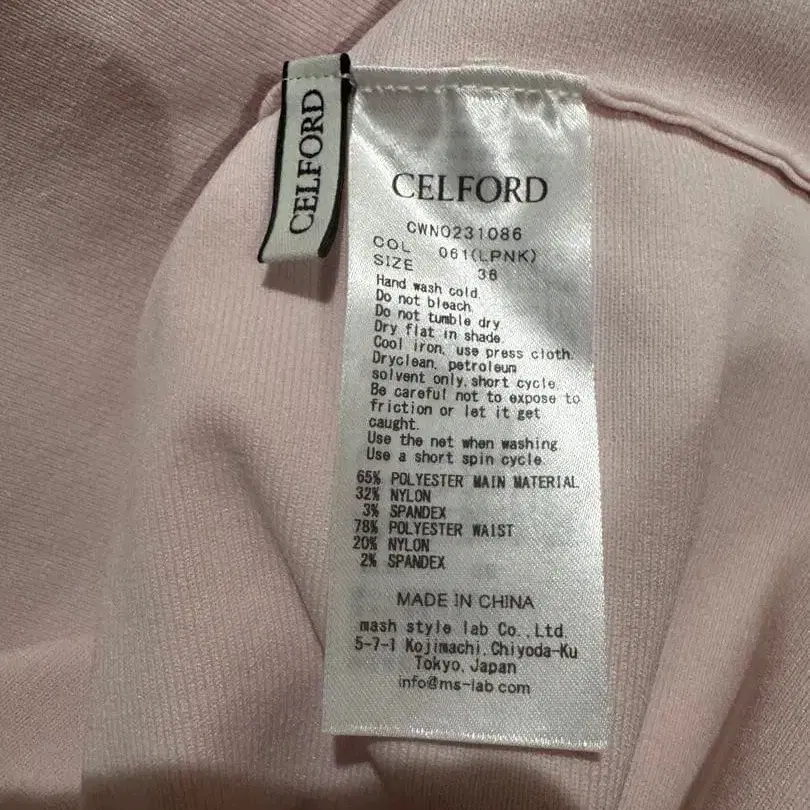 CELFORD
CELFORD
CWNO231086
COL 061(LPNK)
SIZE 36
Hand wash cold.
Do not bleach.
Do not tumble dry.
Dry flat in shade.
Cool iron, use press cloth.
Dryclean, petroleum
solvent only, short cycle.
Be careful not to expose to
friction or let it get
caught.
Use the net when washing.
Use a short spin cycle.
65% POLYESTER MAIN MATERIAL
32% NYLON
3% SPANDEX
78% POLYESTER WAIST
20% NYLON
2% SPANDEX
MADE IN CHINA
mash style lab Co., Ltd.
5-7-1 Kojimachi, Chiyoda-Ku
Tokyo, Japan
info@ms-lab.com